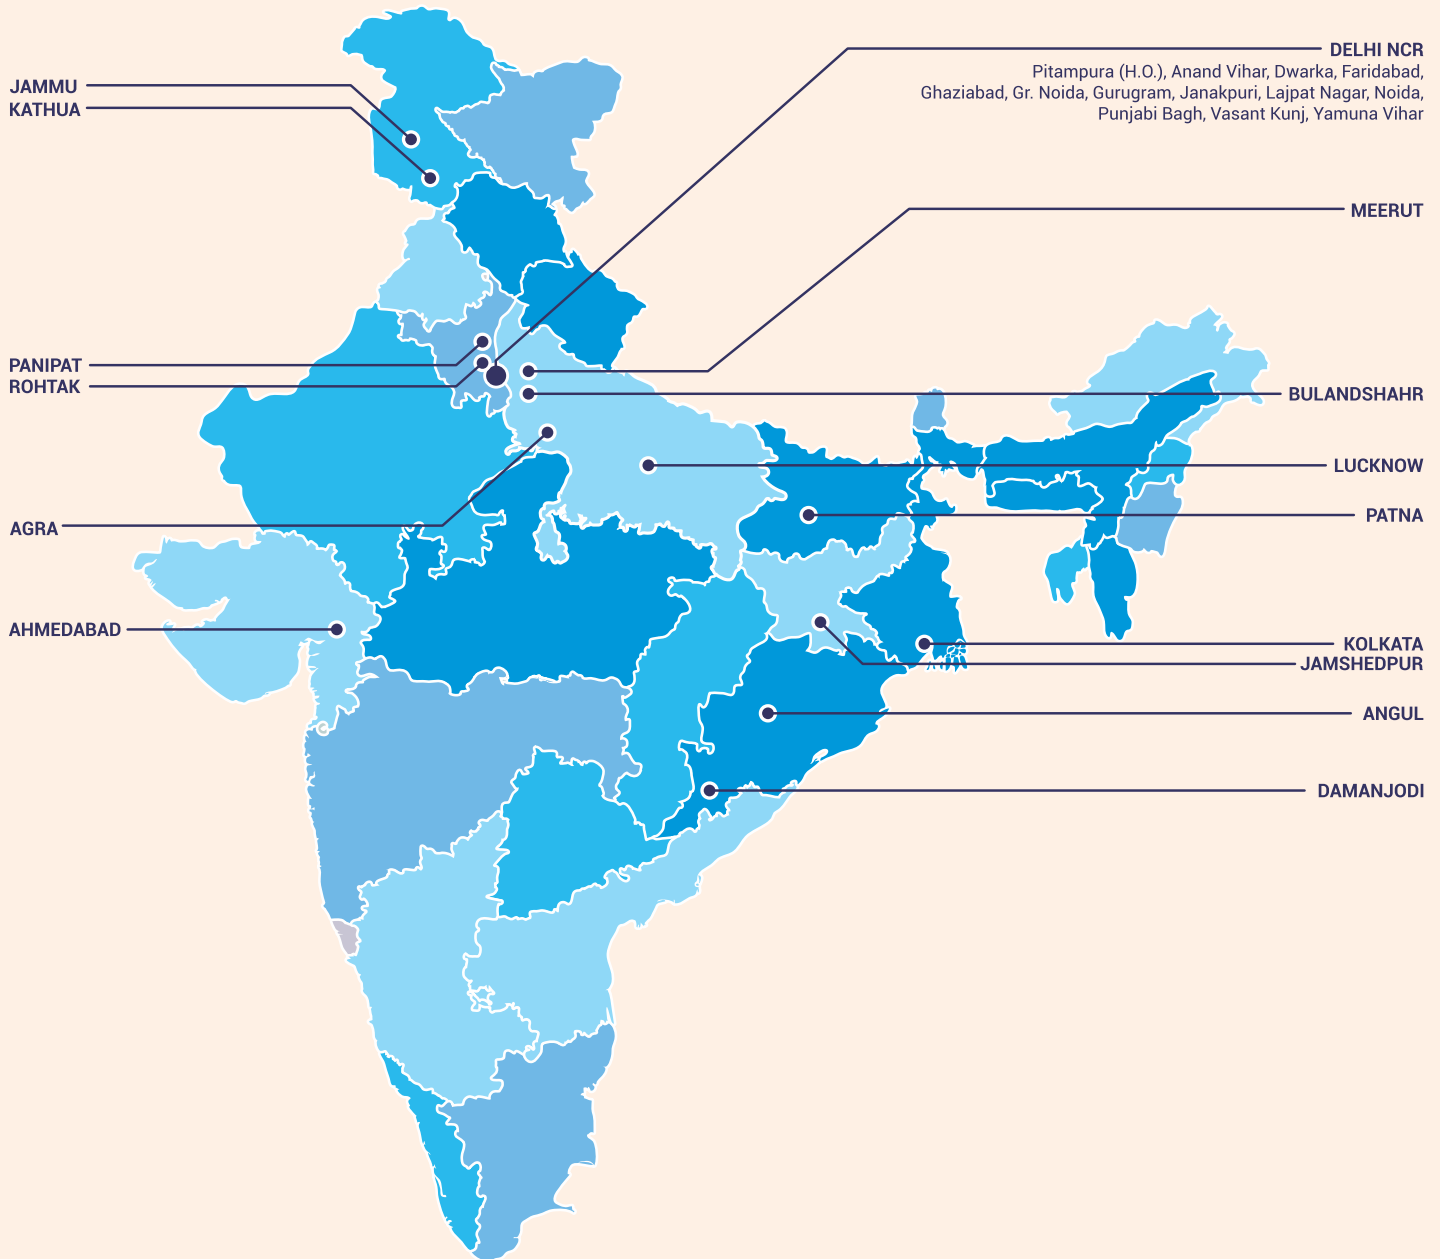 JAMMU
KATHUA
PANIPAT
ROHTAK
AGRA
AHMEDABAD
DELHI NCR
Pitampura (H.O.), Anand Vihar, Dwarka, Faridabad,
Ghaziabad, Gr. Noida, Gurugram, Janakpuri, Lajpat Nagar, Noida,
Punjabi Bagh, Vasant Kunj, Yamuna Vihar
MEERUT
BULANDSHAHR
LUCKNOW
PATNA
KOLKATA
JAMSHEDPUR
ANGUL
DAMANJODI